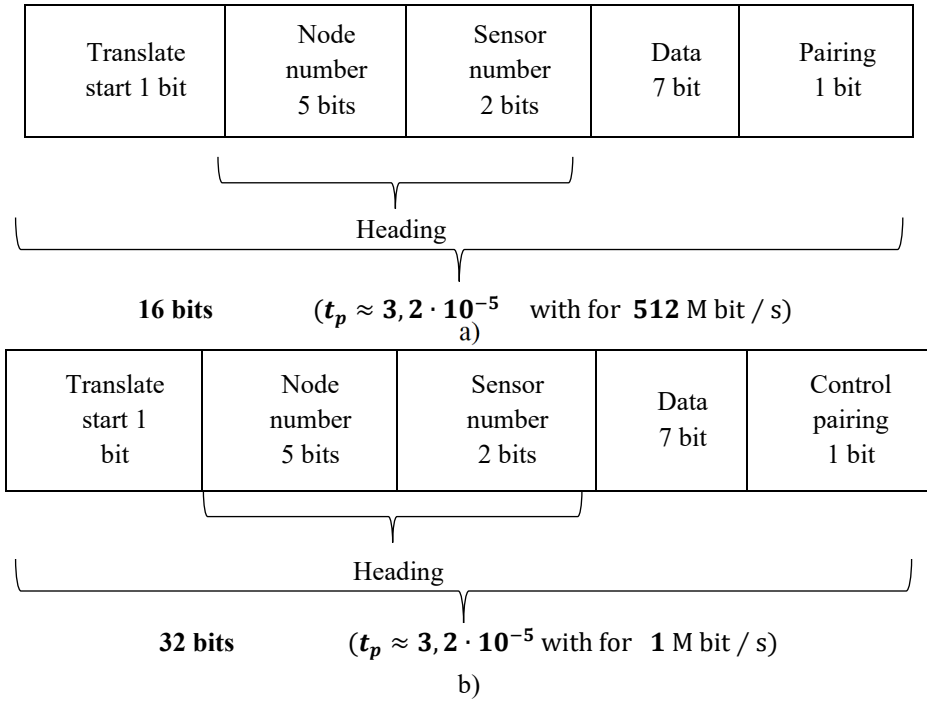 Translate
start 1 bit
Node
number
5 bits
Sensor
number
2 bits
Data
7 bit
Pairing
1 bit
Heading
16 bits (𝒕𝒑 ≈ 𝟑, 𝟐 ∙ 𝟏𝟎⁻⁵ with for 𝟓𝟏𝟐 M bit / s)
a)
Translate
start 1
bit
Node
number
5 bits
Sensor
number
2 bits
Data
7 bit
Control
pairing
1 bit
Heading
32 bits (𝒕𝒑 ≈ 𝟑, 𝟐 ∙ 𝟏𝟎⁻⁵ with for 𝟏 M bit / s)
b)